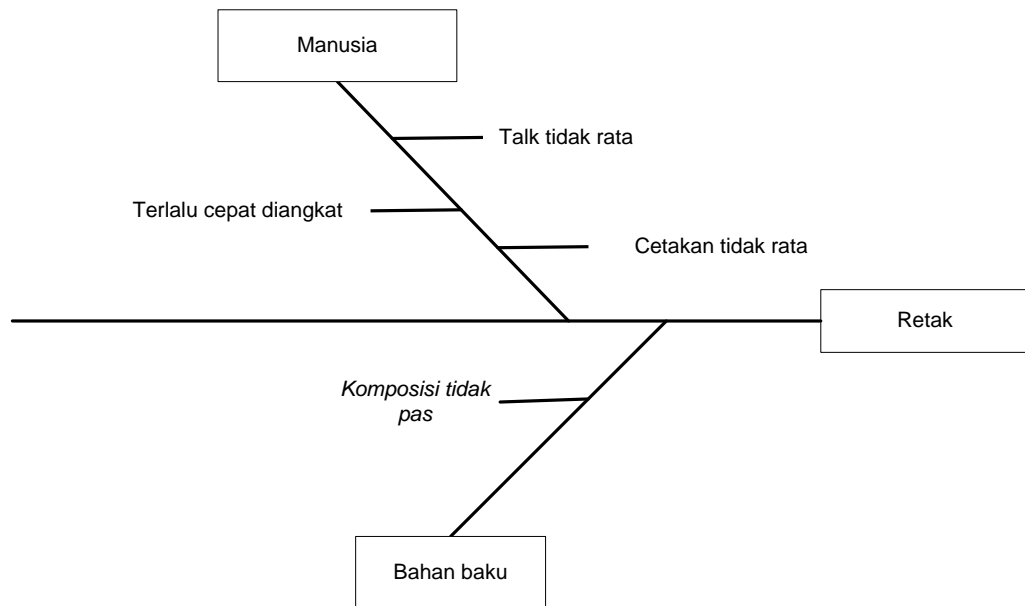 Manusia
Talk tidak rata
Terlalu cepat diangkat
Cetakan tidak rata
Retak
Komposisi tidak
pas
Bahan baku